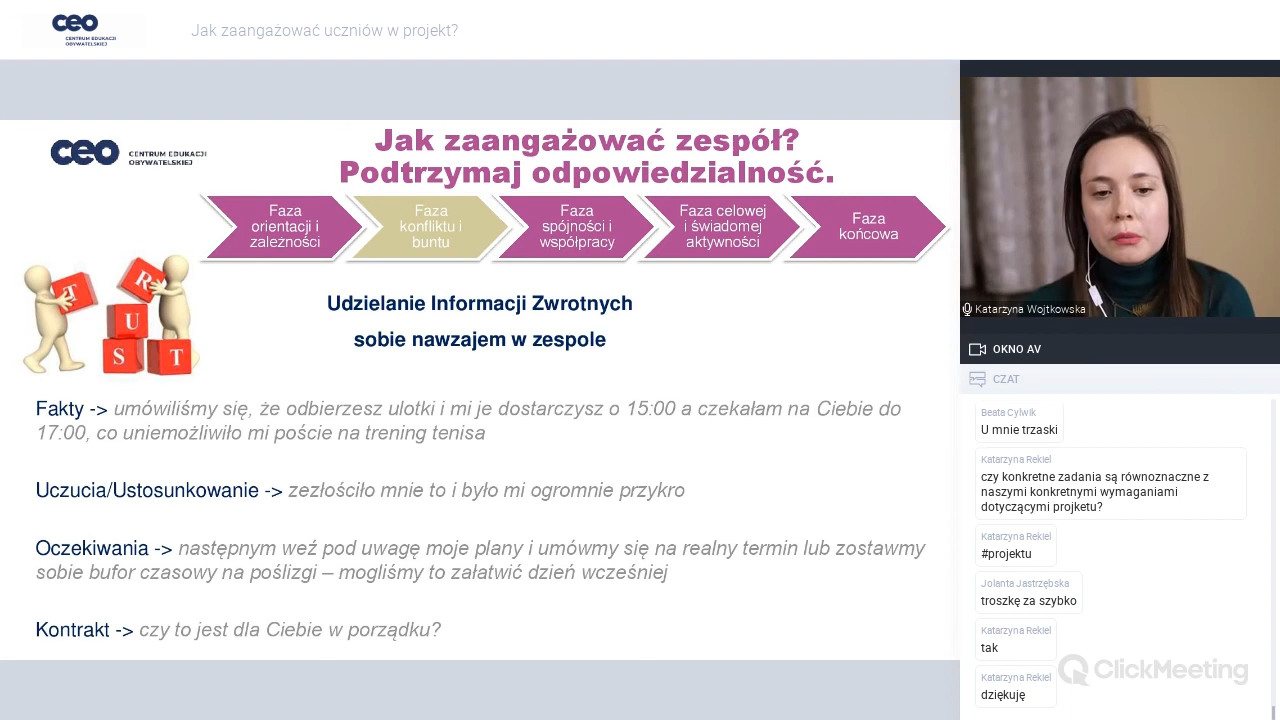 ceo
CENTRUM EDUKACJI
OBYWATELSKIEJ
Jak zaangażować uczniów w projekt?
ceo
CENTRUM EDUKACJI
OBYWATELSKIEJ
Jak zaangażować zespół?
Podtrzymaj odpowiedzialność.
Faza
orientacji i
zależności
Faza
konfliktu i
buntu
Faza
spójności i
współpracy
Faza celowej
i świadomej
aktywności
Faza
końcowa
T
R
U
S
T
Udzielanie Informacji Zwrotnych
sobie nawzajem w zespole
Fakty -> umówiliśmy się, że odbierzesz ulotki i mi je dostarczysz o 15:00 a czekałam na Ciebie do
17:00, co uniemożliwiło mi poście na trening tenisa
Uczucia/Ustosunkowanie -> zezłościło mnie to i było mi ogromnie przykro
Oczekiwania -> następnym weź pod uwagę moje plany i umówmy się na realny termin lub zostawmy
sobie bufor czasowy na poślizgi – mogliśmy to załatwić dzień wcześniej
Kontrakt -> czy to jest dla Ciebie w porządku?
Katarzyna Wojtkowska
OKNO AV
CZAT
Beata Cylwik
U mnie trzaski
Katarzyna Rekiel
czy konkretne zadania są równoznaczne z
naszymi konkretnymi wymaganiami
dotyczącymi projketu?
Katarzyna Rekiel
#projektu
Jolanta Jastrzębska
troszkę za szybko
Katarzyna Rekiel
tak
Katarzyna Rekiel
dziękuję
ClickMeeting